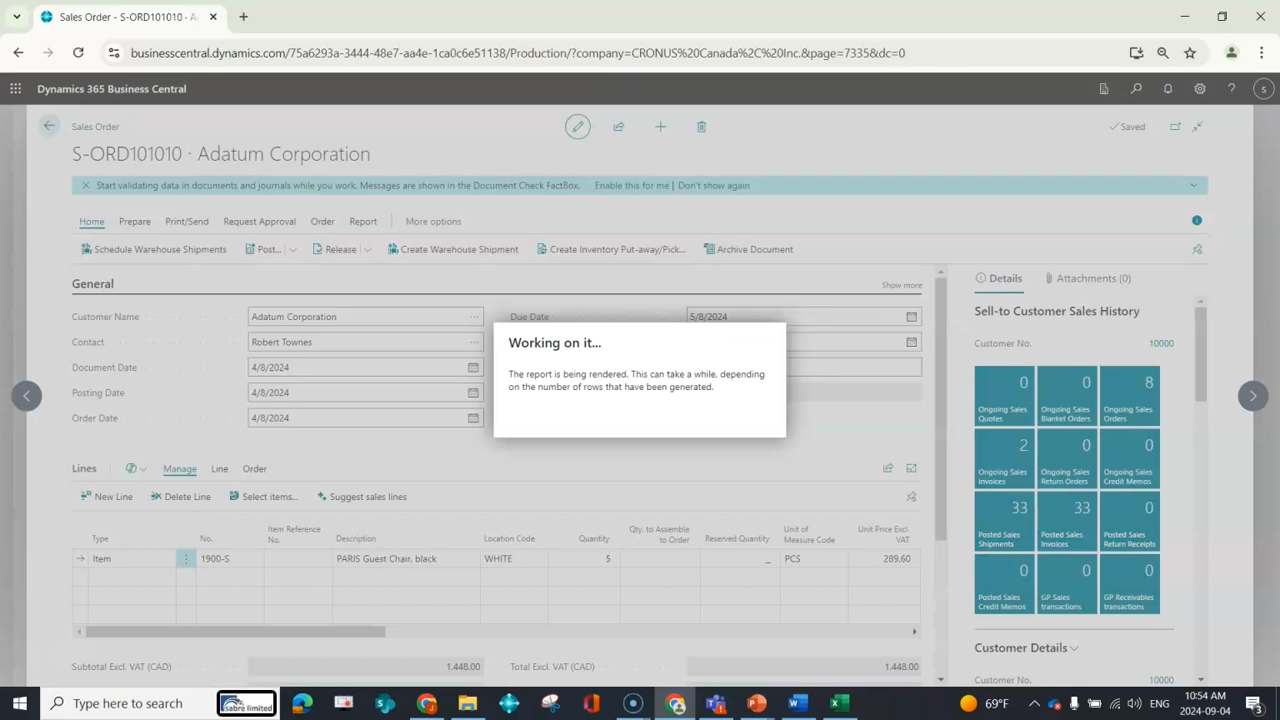 Sales Order - S-ORD101010 · A
businesscentral.dynamics.com/75a6293a-3444-48e7-aa4e-1ca0c6e51138/Production/?company=CRONUS%20Canada%2C%20Inc.&page=7335&dc=0
Dynamics 365 Business Central
Sales Order
Saved
S-ORD101010 · Adatum Corporation
Start validating data in documents and journals while you work. Messages are shown in the Document Check FactBox. Enable this for me | Don't show again
Home Prepare Print/Send Request Approval Order Report More options
Schedule Warehouse Shipments Post... Release Create Warehouse Shipment Create Inventory Put-away/Pick... Archive Document
General
Show more
Customer Name Adatum Corporation
Due Date 5/8/2024
Contact Robert Townes
Document Date 4/8/2024
Posting Date 4/8/2024
Order Date 4/8/2024
Working on it...
The report is being rendered. This can take a while, depending
on the number of rows that have been generated.
Lines Manage Line Order
New Line Delete Line Select items... Suggest sales lines
Type No. Item Reference No. Description Location Code Quantity Qty. to Assemble to Order Reserved Quantity Unit of Measure Code Unit Price Excl. VAT
Item 1900-S PARIS Guest Chair, black WHITE 5 _ PCS 289.60
Subtotal Excl. VAT (CAD) 1,448.00 Total Excl. VAT (CAD) 1,448.00
Details Attachments (0)
Sell-to Customer Sales History
Customer No. 10000
0 0 8
Ongoing Sales Quotes Ongoing Sales Blanket Orders Ongoing Sales Orders
2 0 0
Ongoing Sales Invoices Ongoing Sales Return Orders Ongoing Sales Credit Memos
33 33 0
Posted Sales Shipments Posted Sales Invoices Posted Sales Return Receipts
0 0 0
Posted Sales Credit Memos GP Sales transactions GP Receivables transactions
Customer Details
Customer No. 10000
Type here to search
sabre limited
69°F
ENG
10:54 AM
2024-09-04
3